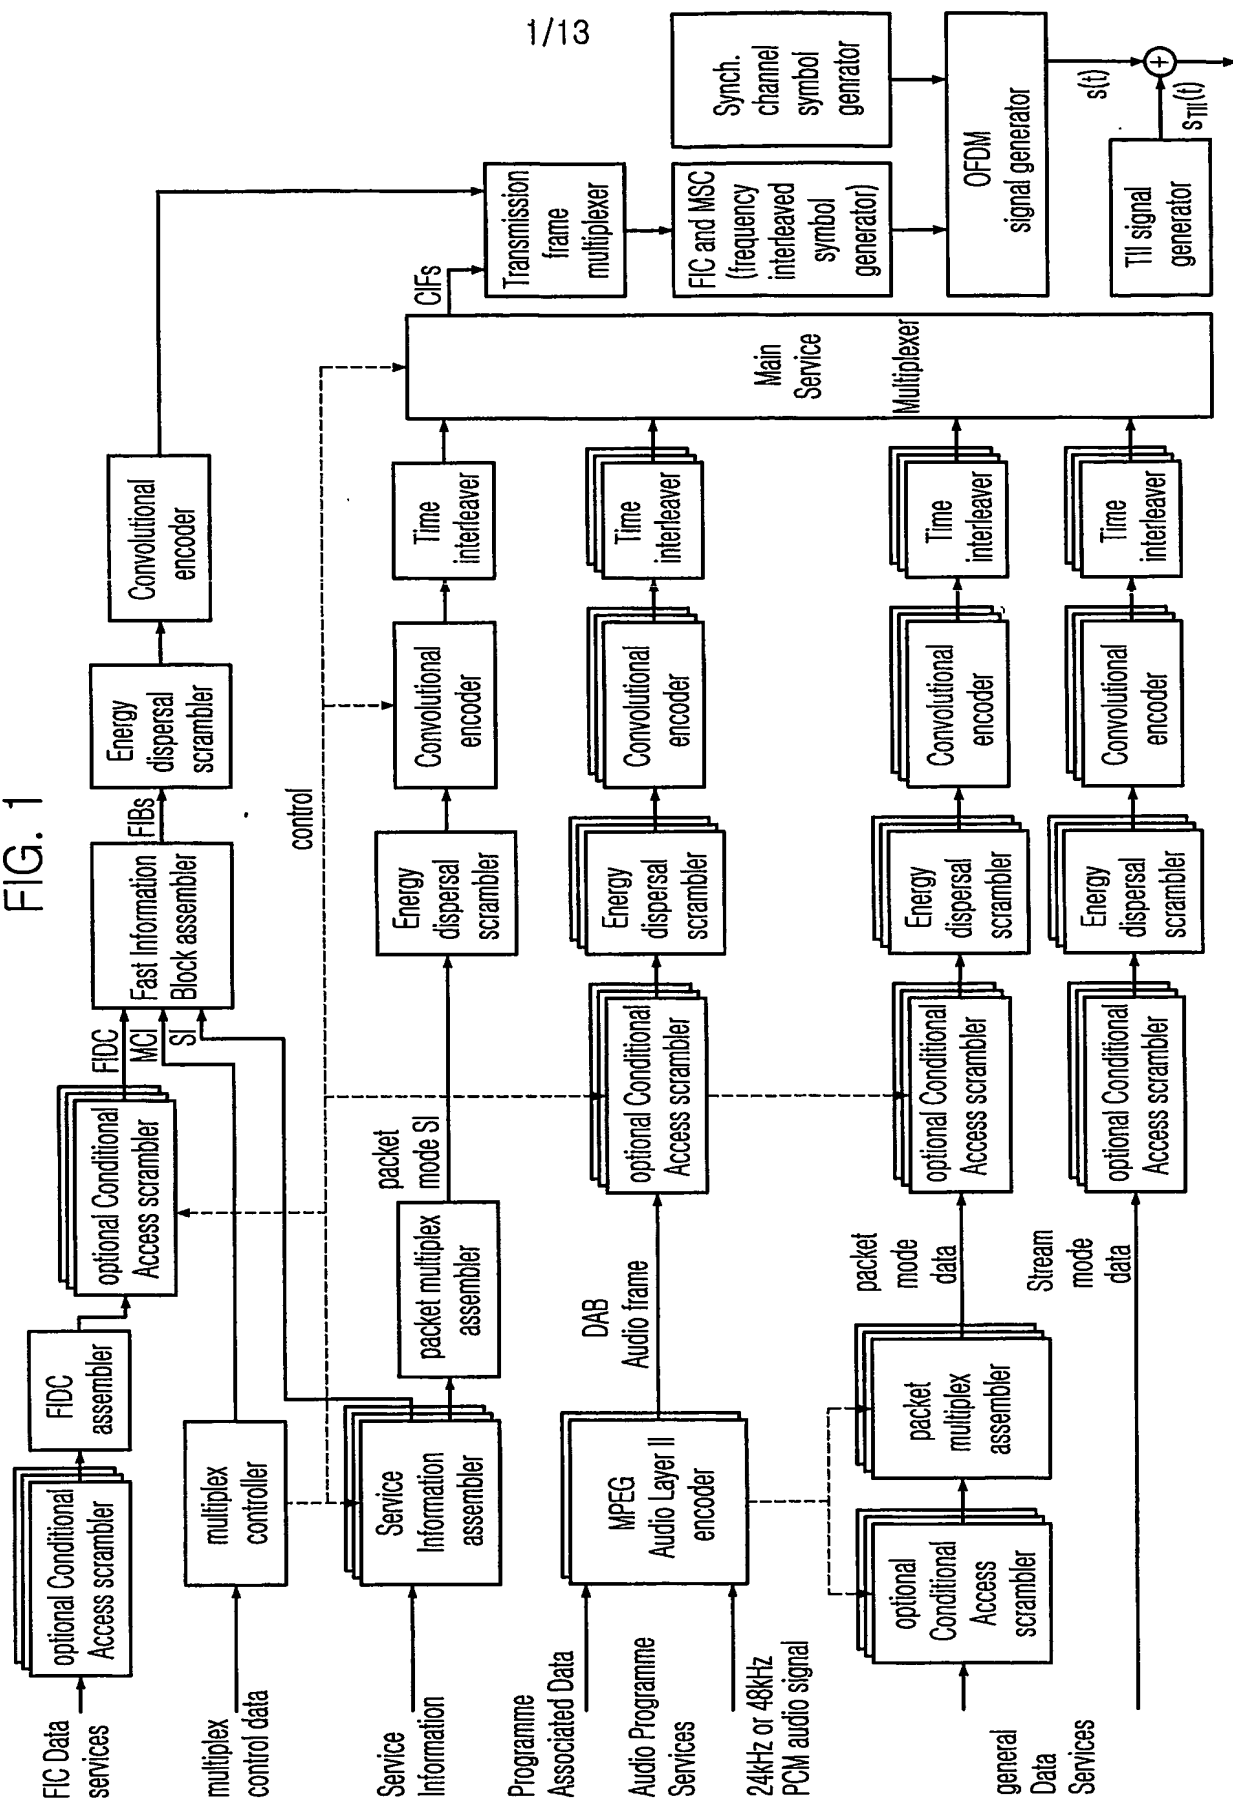 1/13
FIG. 1
FIC Data
services
optional Conditional
Access scrambler
FIDC
assembler
optional Conditional
Access scrambler
FIDC
MCI
SI
Fast Information
Block assembler
FIBs
Energy
dispersal
scrambler
Convolutional
encoder
multiplex
control data
multiplex
controller
control
Service
Information
Service
Information
assembler
packet multiplex
assembler
packet
mode SI
Energy
dispersal
scrambler
Convolutional
encoder
Time
interleaver
CIFs
Transmission
frame
multiplexer
Programme
Associated Data
Audio Programme
Services
24kHz or 48kHz
PCM audio signal
MPEG
Audio Layer II
encoder
DAB
Audio frame
optional Conditional
Access scrambler
Energy
dispersal
scrambler
Convolutional
encoder
Time
interleaver
Main
Service
Multiplexer
FIC and MSC
(frequency
interleaved
symbol
generator)
Synch.
channel
symbol
genrator
general
Data
Services
optional
Conditional
Access
scrambler
packet
multiplex
assembler
packet
mode
data
optional Conditional
Access scrambler
Energy
dispersal
scrambler
Convolutional
encoder
Time
interleaver
OFDM
signal generator
Stream
mode
data
optional Conditional
Access scrambler
Energy
dispersal
scrambler
Convolutional
encoder
Time
interleaver
TII signal
generator
s(t)
sTII(t)
+